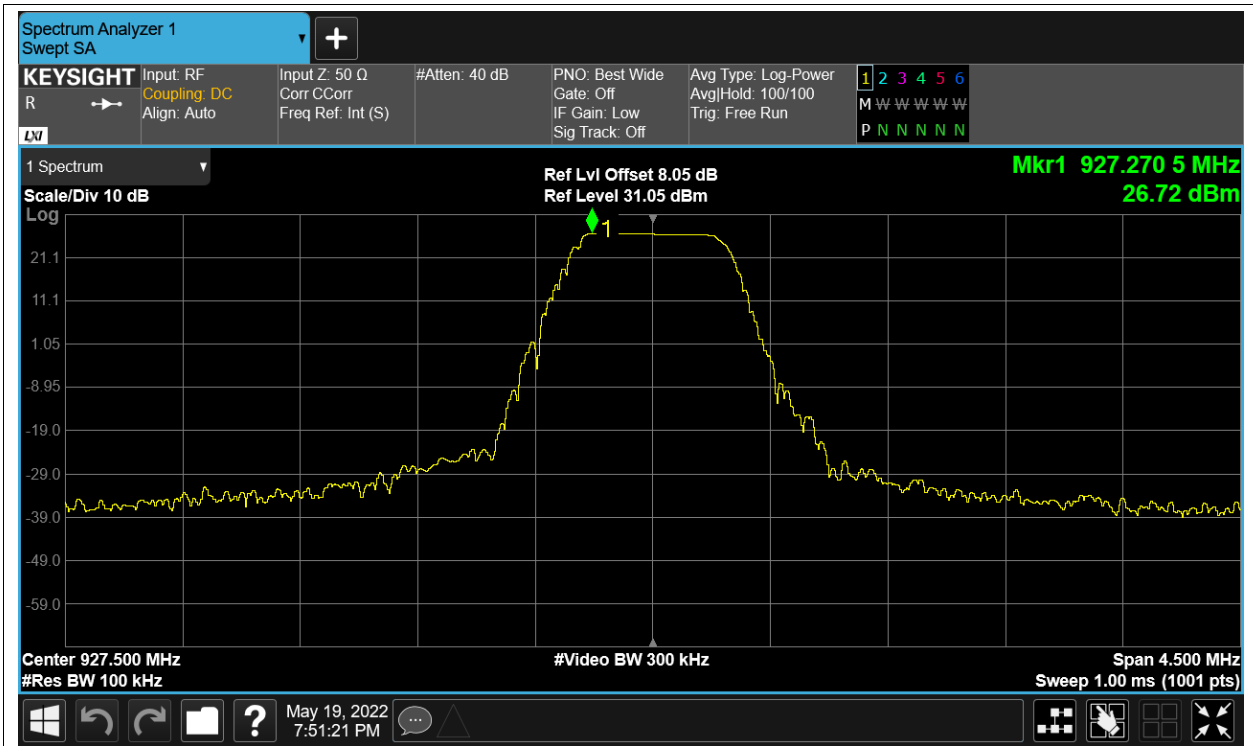 Spectrum Analyzer 1
Swept SA
KEYSIGHT
R
LXI
Input: RF
Coupling: DC
Align: Auto
Input Z: 50 Ω
Corr CCorr
Freq Ref: Int (S)
#Atten: 40 dB
PNO: Best Wide
Gate: Off
IF Gain: Low
Sig Track: Off
Avg Type: Log-Power
Avg|Hold: 100/100
Trig: Free Run
1 2 3 4 5 6
M W W W W W
P N N N N N
1 Spectrum
Scale/Div 10 dB
Log
Ref Lvl Offset 8.05 dB
Ref Level 31.05 dBm
Mkr1 927.270 5 MHz
26.72 dBm
1
21.1
11.1
1.05
-8.95
-19.0
-29.0
-39.0
-49.0
-59.0
Center 927.500 MHz
#Res BW 100 kHz
#Video BW 300 kHz
Span 4.500 MHz
Sweep 1.00 ms (1001 pts)
?
May 19, 2022
7:51:21 PM